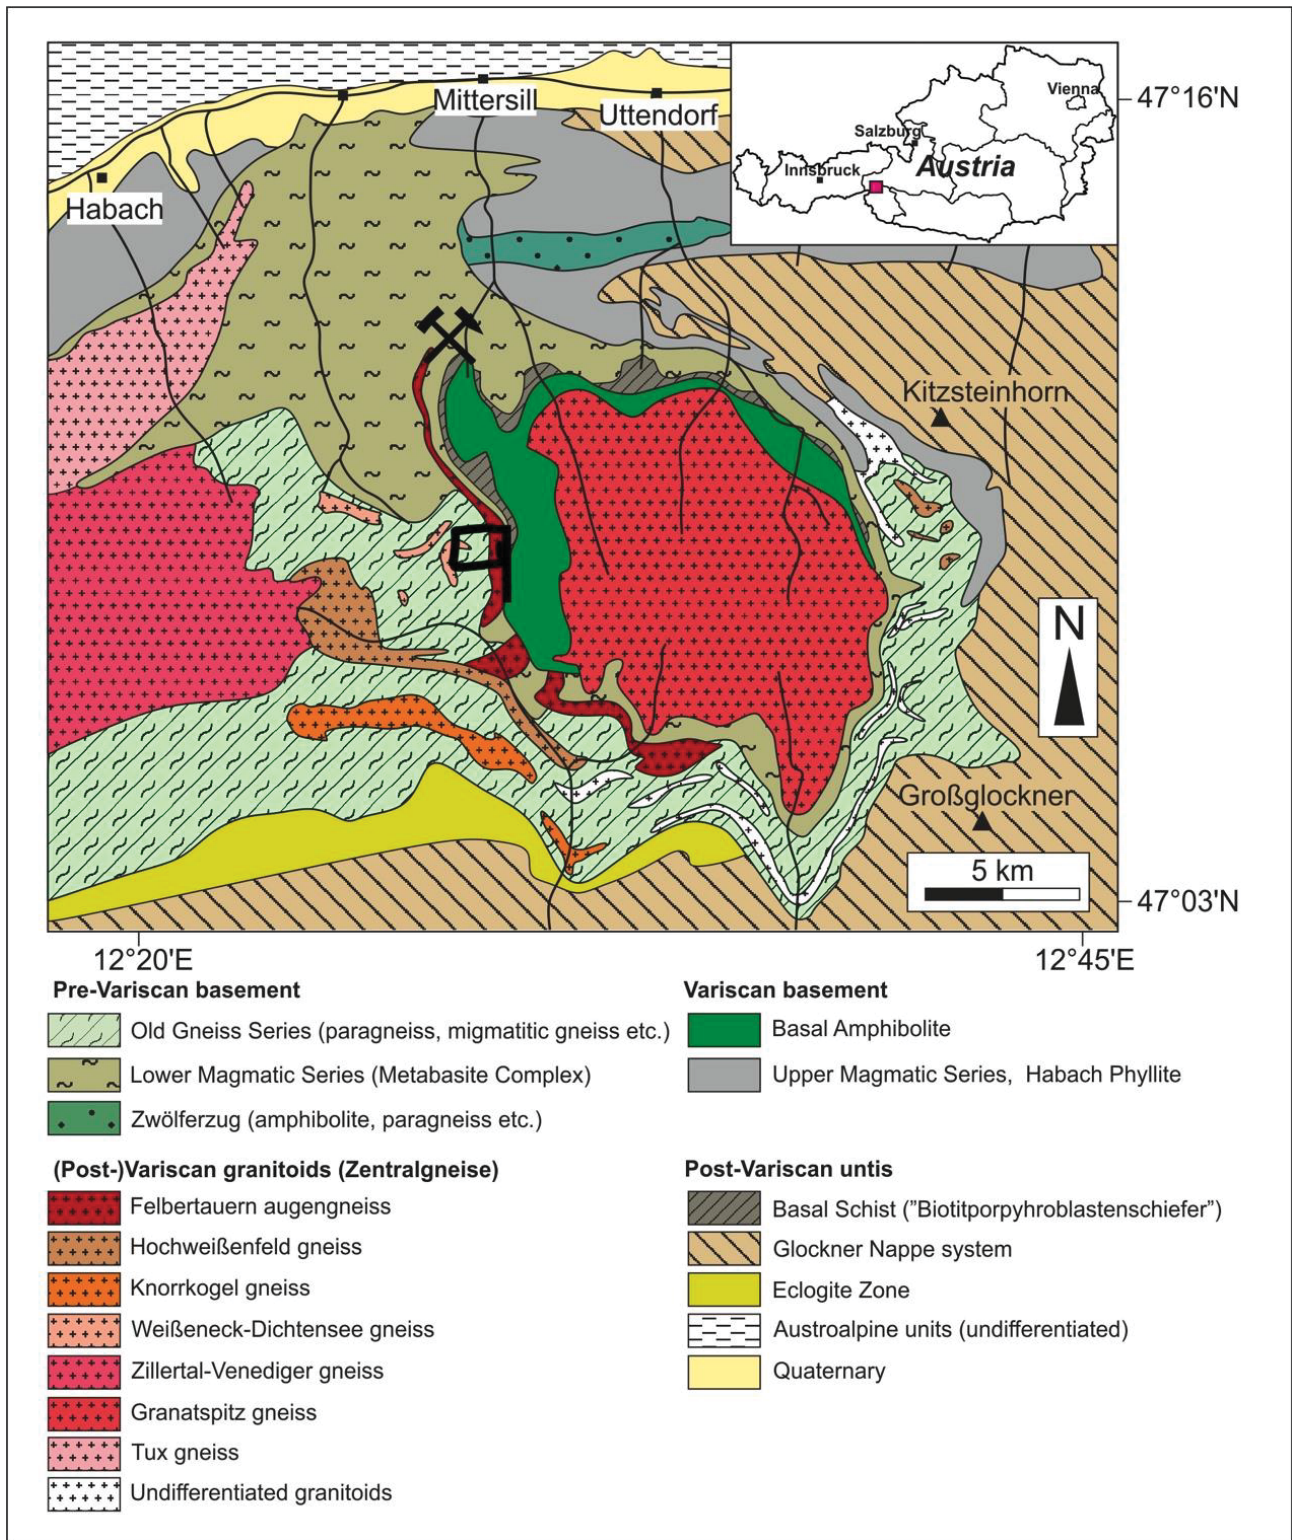 Mittersill
Uttendorf
Habach
Vienna
Salzburg
Innsbruck
Austria
47°16'N
Kitzsteinhorn
N
Großglockner
5 km
47°03'N
12°20'E
12°45'E
Pre-Variscan basement
Old Gneiss Series (paragneiss, migmatitic gneiss etc.)
Lower Magmatic Series (Metabasite Complex)
Zwölferzug (amphibolite, paragneiss etc.)
Variscan basement
Basal Amphibolite
Upper Magmatic Series, Habach Phyllite
(Post-)Variscan granitoids (Zentralgneise)
Felbertauern augengneiss
Hochweißenfeld gneiss
Knorrkogel gneiss
Weißeneck-Dichtensee gneiss
Zillertal-Venediger gneiss
Granatspitz gneiss
Tux gneiss
Undifferentiated granitoids
Post-Variscan untis
Basal Schist ("Biotitporpyhroblastenschiefer")
Glockner Nappe system
Eclogite Zone
Austroalpine units (undifferentiated)
Quaternary